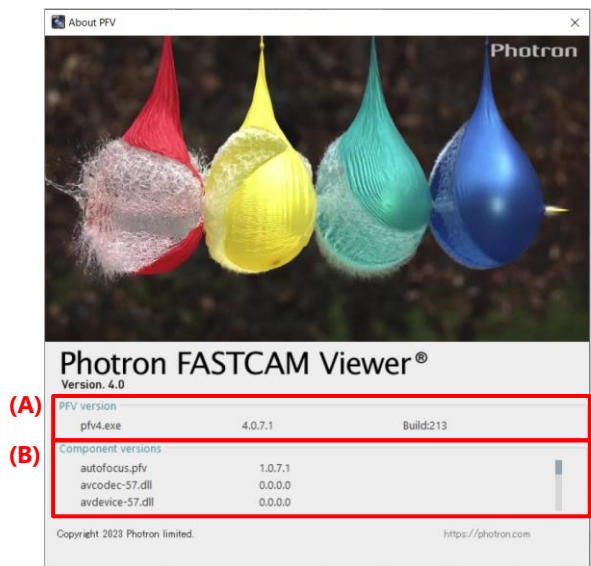 About PFV
Photron
Photron FASTCAM Viewer®
Version. 4.0
(A)
PFV version
pfv4.exe 4.0.7.1 Build:213
(B)
Component versions
autofocus.pfv 1.0.7.1
avcodec-57.dll 0.0.0.0
avdevice-57.dll 0.0.0.0
Copyright 2023 Photron limited. https://photron.com